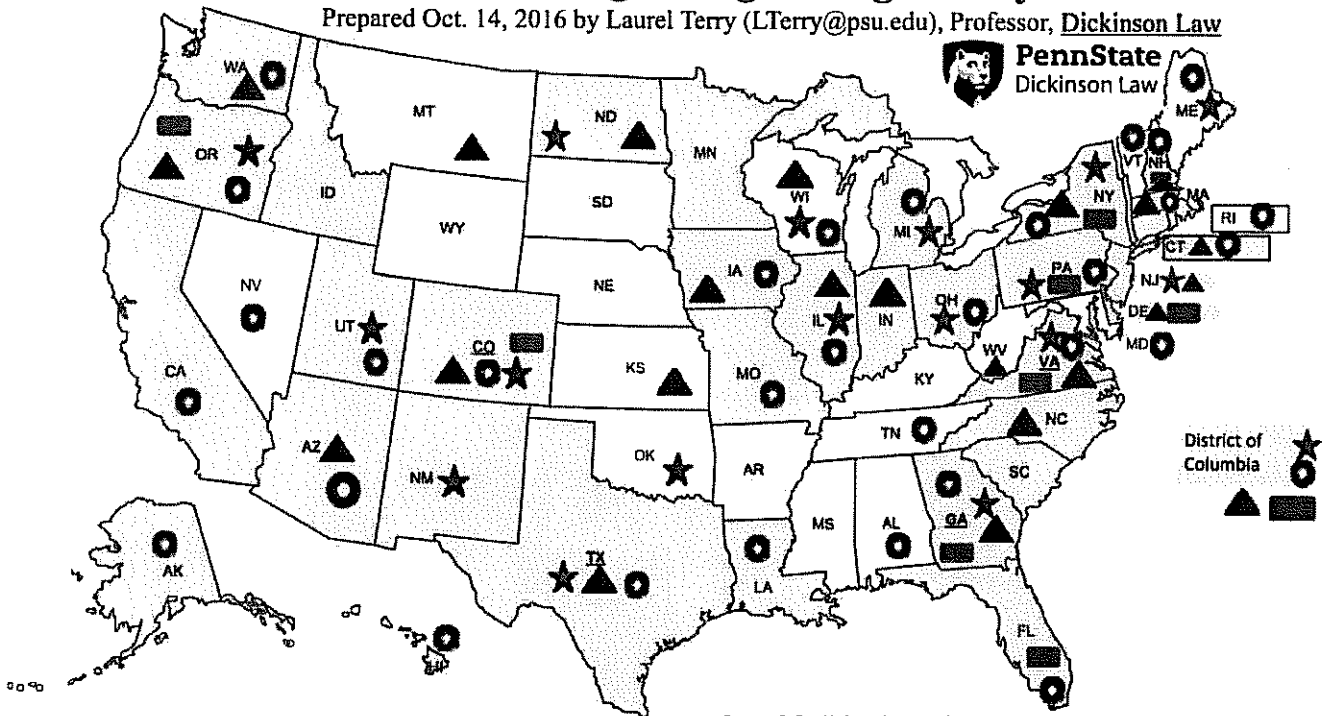 Prepared Oct. 14, 2016 by Laurel Terry (LTerry@psu.edu), Professor, Dickinson Law
PennState
Dickinson Law
WA
MT
ND
MN
ME
VT
NH
OR
ID
WY
SD
WI
MI
NY
MA
RI
CT
NV
UT
CO
NE
IA
IL
IN
OH
PA
NJ
DE
MD
CA
KS
MO
KY
WV
VA
AZ
NM
OK
AR
TN
NC
SC
District of
Columbia
MS
AL
GA
TX
LA
FL
AK
HI